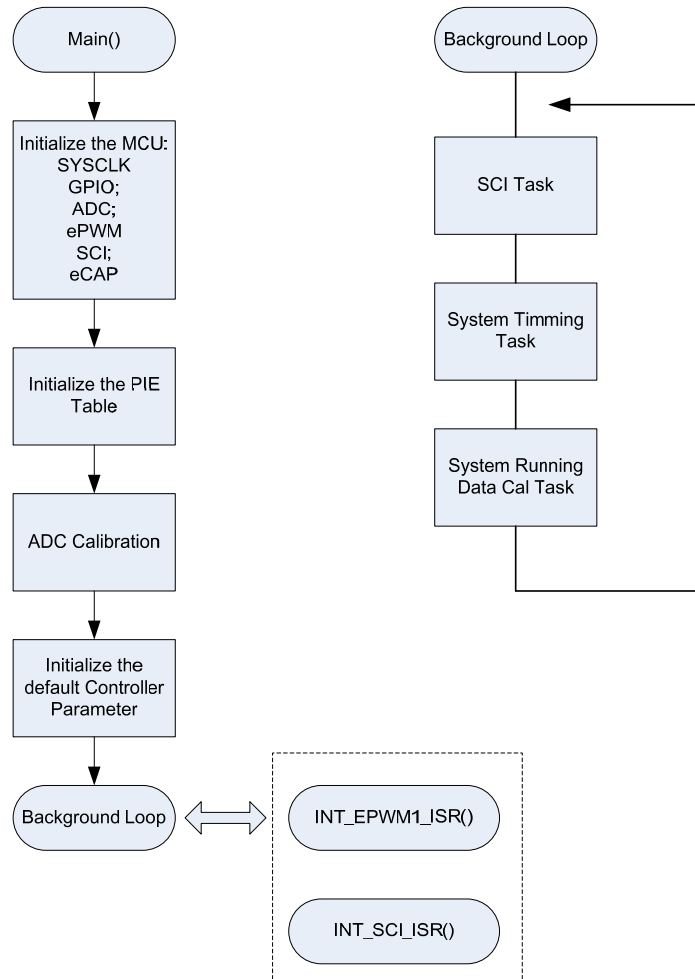 Main()
Initialize the MCU:
SYSCLK
GPIO;
ADC;
ePWM
SCI;
eCAP
Initialize the PIE
Table
ADC Calibration
Initialize the
default Controller
Parameter
Background Loop
INT_EPWM1_ISR()
INT_SCI_ISR()
Background Loop
SCI Task
System Timming
Task
System Running
Data Cal Task